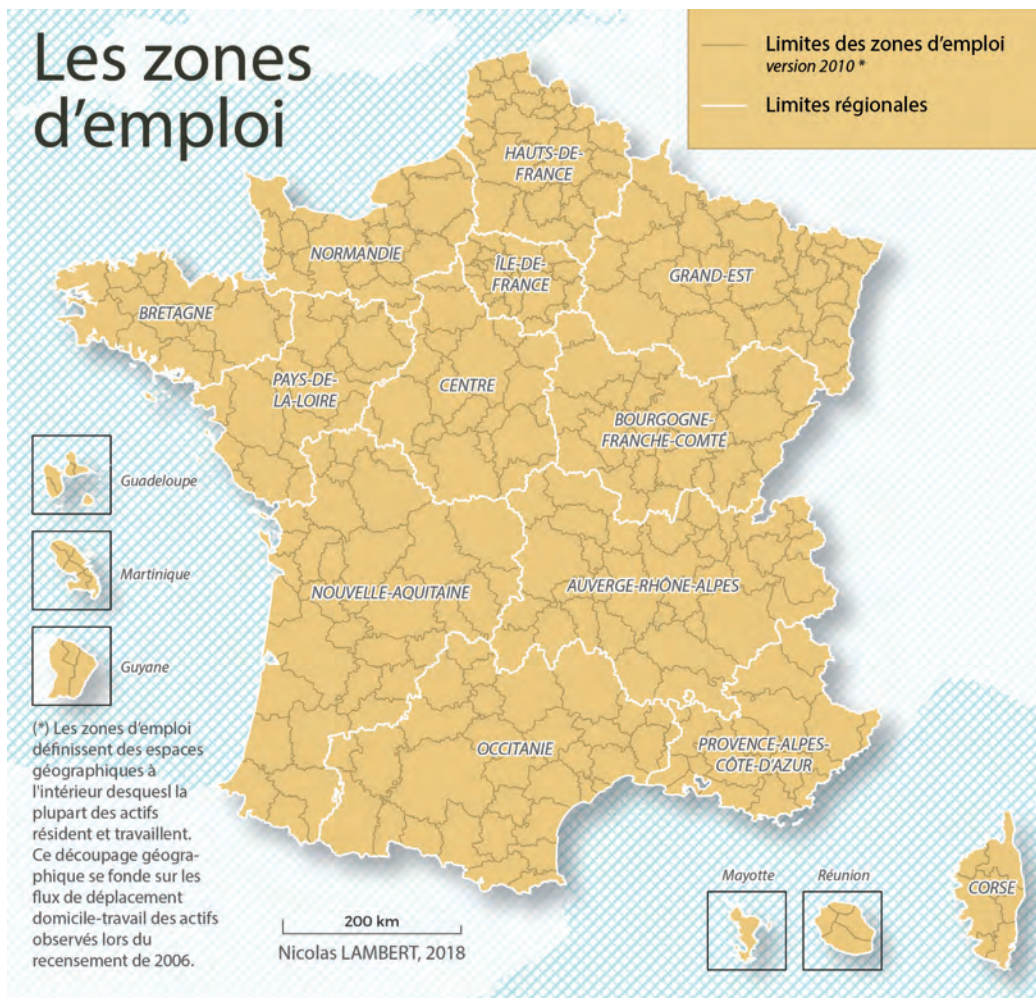 Les zones
d'emploi
Limites des zones d'emploi
version 2010 *
Limites régionales
HAUTS-DE-
FRANCE
NORMANDIE
ÎLE-DE-
FRANCE
GRAND-EST
BRETAGNE
PAYS-DE-
LA-LOIRE
CENTRE
BOURGOGNE-
FRANCHE-COMTÉ
Guadeloupe
Martinique
Guyane
NOUVELLE-AQUITAINE
AUVERGE-RHÔNE-ALPES
OCCITANIE
PROVENCE-ALPES-
CÔTE-D'AZUR
CORSE
(*) Les zones d'emploi
définissent des espaces
géographiques à
l'intérieur desquesl la
plupart des actifs
résident et travaillent.
Ce découpage géogra-
phique se fonde sur les
flux de déplacement
domicile-travail des actifs
observés lors du
recensement de 2006.
200 km
Nicolas LAMBERT, 2018
Mayotte
Réunion